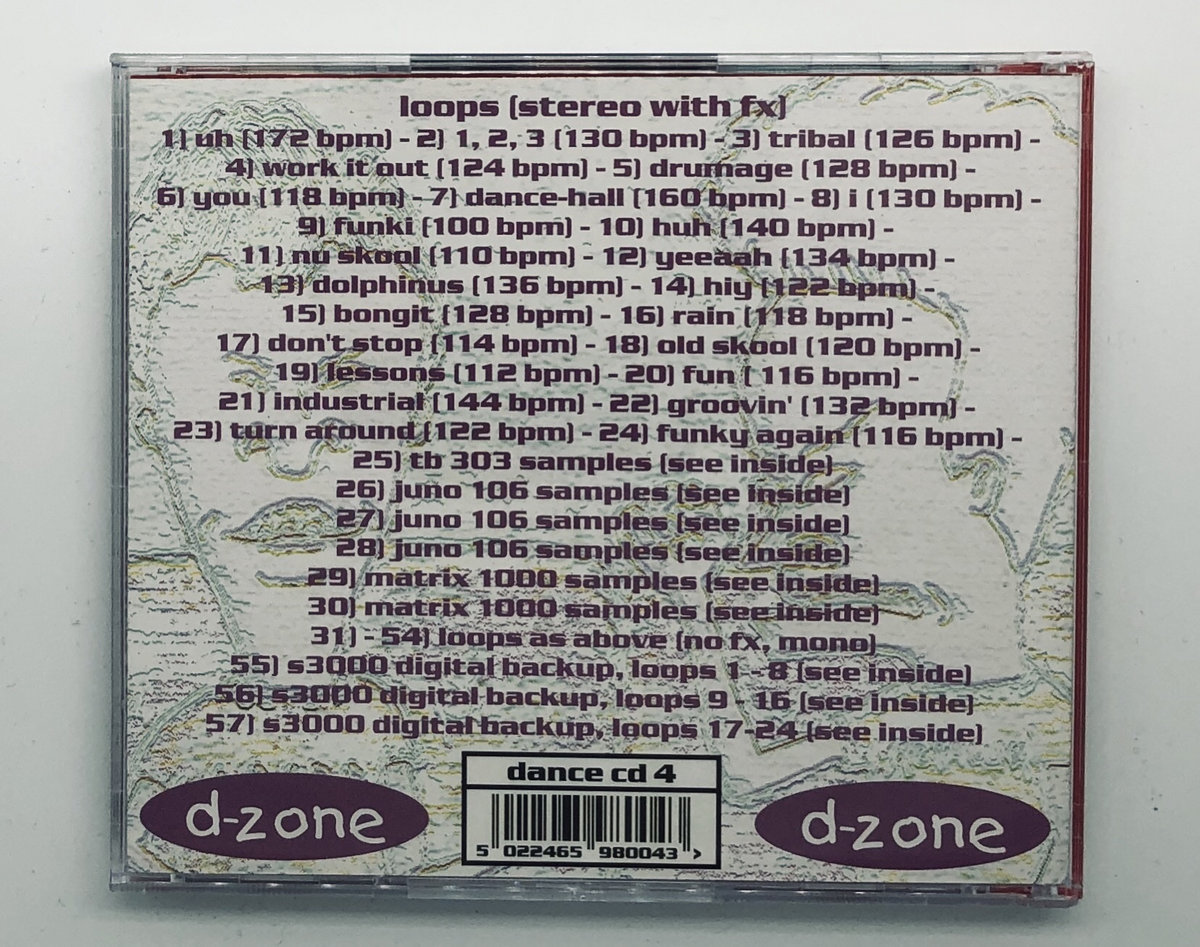 loops (stereo with fx)
1) uh (172 bpm) - 2) 1, 2, 3 (130 bpm) - 3) tribal (126 bpm) -
4) work it out (124 bpm) - 5) drumage (128 bpm) -
6) you (118 bpm) - 7) dance-hall (160 bpm) - 8) i (130 bpm) -
9) funki (100 bpm) - 10) huh (140 bpm) -
11) nu skool (110 bpm) - 12) yeeaah (134 bpm) -
13) dolphinus (136 bpm) - 14) hiy (122 bpm) -
15) bongit (128 bpm) - 16) rain (118 bpm) -
17) don't stop (114 bpm) - 18) old skool (120 bpm) -
19) lessons (112 bpm) - 20) fun ( 116 bpm) -
21) industrial (144 bpm) - 22) groovin' (132 bpm) -
23) turn around (122 bpm) - 24) funky again (116 bpm) -
25) tb 303 samples (see inside)
26) juno 106 samples (see inside)
27) juno 106 samples (see inside)
28) juno 106 samples (see inside)
29) matrix 1000 samples (see inside)
30) matrix 1000 samples (see inside)
31) - 54) loops as above (no fx, mono)
55) s3000 digital backup, loops 1 - 8 (see inside)
56) s3000 digital backup, loops 9 - 16 (see inside)
57) s3000 digital backup, loops 17-24 (see inside)
d-zone
dance cd 4
5 022465 980043 >
d-zone